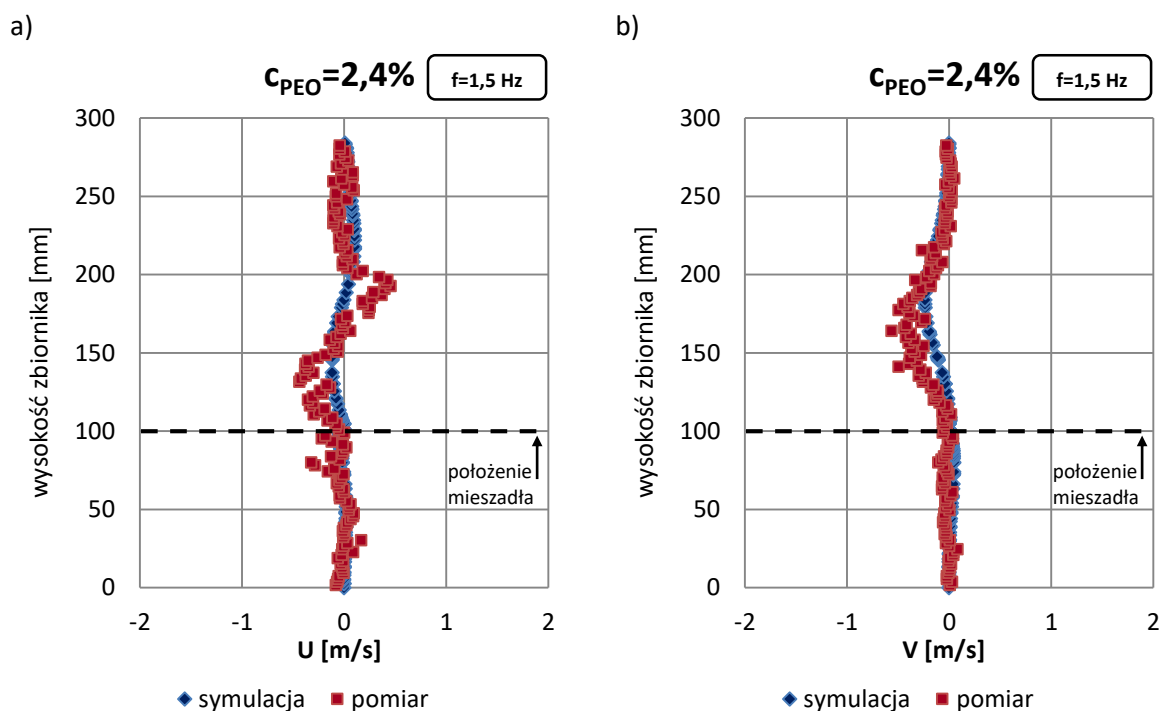 a)
cPEO=2,4%
f=1,5 Hz
300
250
200
150
100
50
0
wysokość zbiornika [mm]
położenie
mieszadła
-2 -1 0 1 2
U [m/s]
symulacja pomiar
b)
cPEO=2,4%
f=1,5 Hz
300
250
200
150
100
50
0
wysokość zbiornika [mm]
położenie
mieszadła
-2 -1 0 1 2
V [m/s]
symulacja pomiar